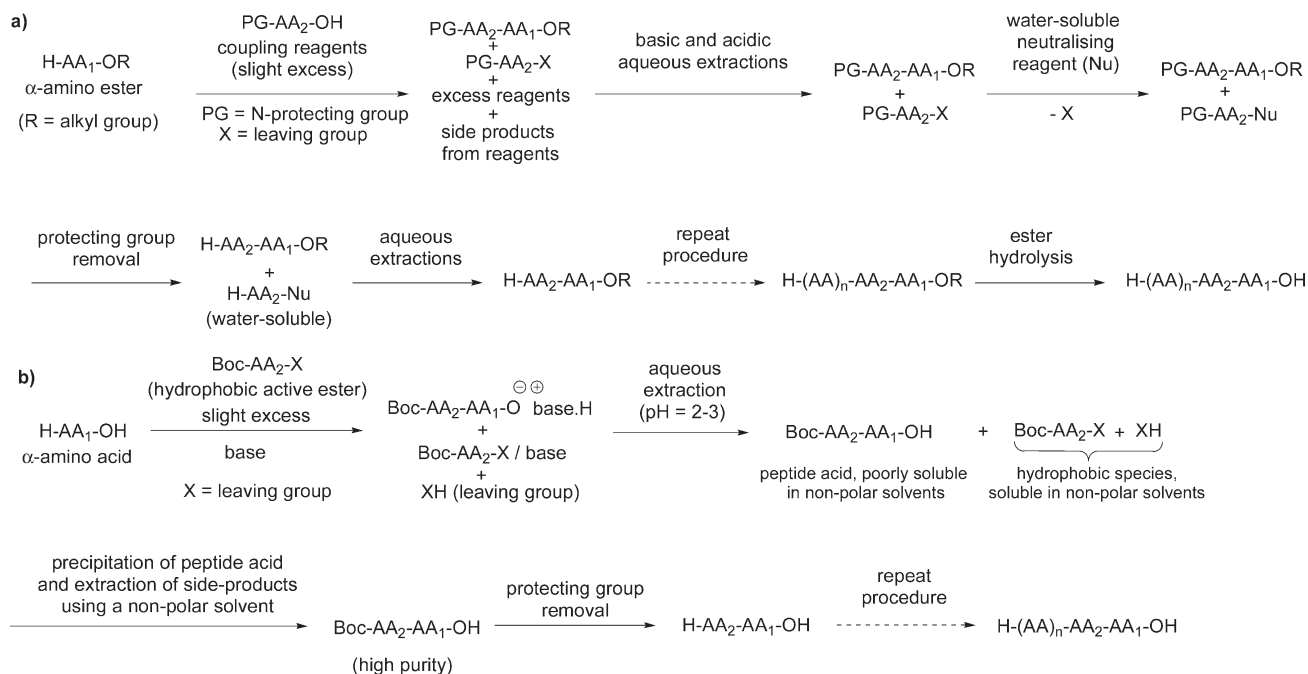 a)
H-AA₁-OR
α-amino ester
(R = alkyl group)
PG-AA₂-OH
coupling reagents
(slight excess)
PG = N-protecting group
X = leaving group
PG-AA₂-AA₁-OR
+
PG-AA₂-X
+
excess reagents
+
side products
from reagents
basic and acidic
aqueous extractions
PG-AA₂-AA₁-OR
+
PG-AA₂-X
water-soluble
neutralising
reagent (Nu)
- X
PG-AA₂-AA₁-OR
+
PG-AA₂-Nu
protecting group
removal
H-AA₂-AA₁-OR
+
H-AA₂-Nu
(water-soluble)
aqueous
extractions
H-AA₂-AA₁-OR
repeat
procedure
H-(AA)ₙ-AA₂-AA₁-OR
ester
hydrolysis
H-(AA)ₙ-AA₂-AA₁-OH
b)
H-AA₁-OH
α-amino acid
Boc-AA₂-X
(hydrophobic active ester)
slight excess
base
X = leaving group
⊖⊕
Boc-AA₂-AA₁-O base.H
+
Boc-AA₂-X / base
+
XH (leaving group)
aqueous
extraction
(pH = 2-3)
Boc-AA₂-AA₁-OH + Boc-AA₂-X + XH
peptide acid, poorly soluble
in non-polar solvents
hydrophobic species,
soluble in non-polar solvents
precipitation of peptide acid
and extraction of side-products
using a non-polar solvent
Boc-AA₂-AA₁-OH
(high purity)
protecting group
removal
H-AA₂-AA₁-OH
repeat
procedure
H-(AA)ₙ-AA₂-AA₁-OH